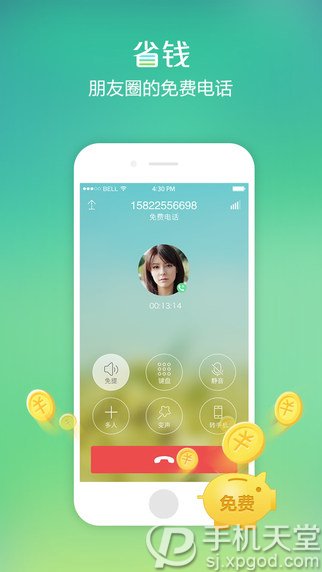 省钱
朋友圈的免费电话
BELL 4:30 PM
15822556698
免费电话
00:13:14
免提 键盘 静音
多人 变声 转手机
免费
手机天堂
sj.xpgod.com